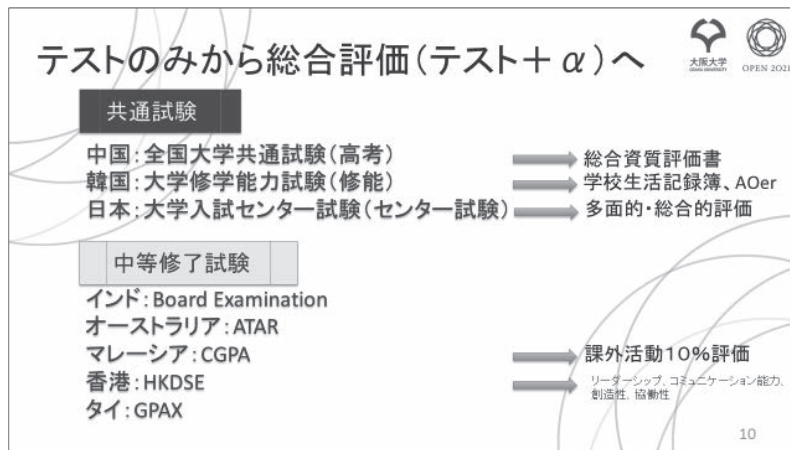 テストのみから総合評価（テスト＋α）へ
大阪大学
OSAKA UNIVERSITY
OPEN 2021
共通試験
中国：全国大学共通試験（高考）
総合資質評価書
韓国：大学修学能力試験（修能）
学校生活記録簿、AOer
日本：大学入試センター試験（センター試験）
多面的・総合的評価
中等修了試験
インド：Board Examination
オーストラリア：ATAR
マレーシア：CGPA
課外活動１０％評価
香港：HKDSE
リーダーシップ、コミュニケーション能力、
創造性、協働性
タイ：GPAX
10